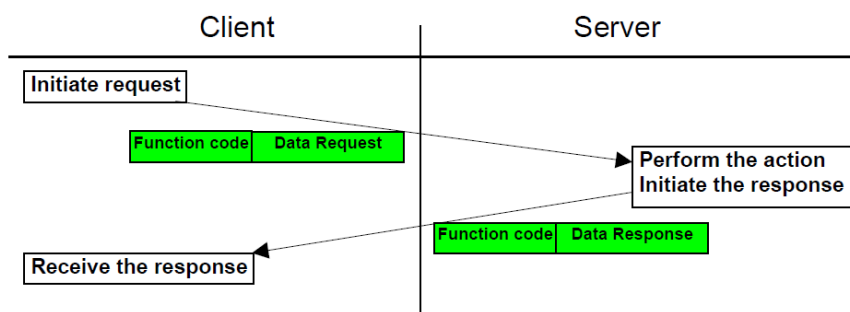 Client
Server
Initiate request
Function code
Data Request
Perform the action
Initiate the response
Function code
Data Response
Receive the response